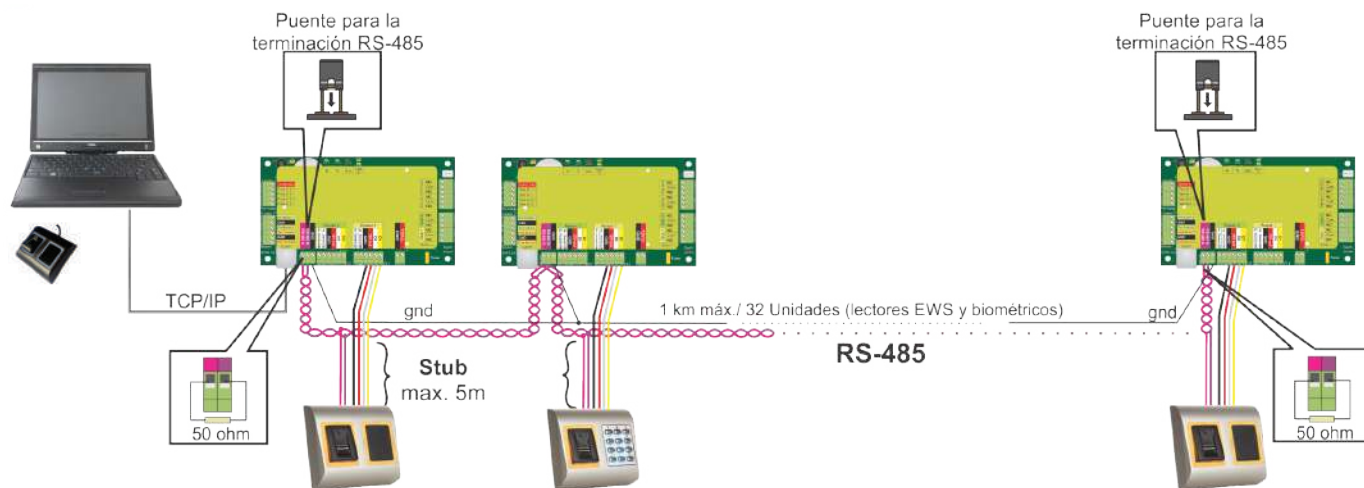 Puente para la
terminación RS-485
Puente para la
terminación RS-485
TCP/IP
gnd
1 km máx./ 32 Unidades (lectores EWS y biométricos)
gnd
RS-485
Stub
max. 5m
50 ohm
50 ohm